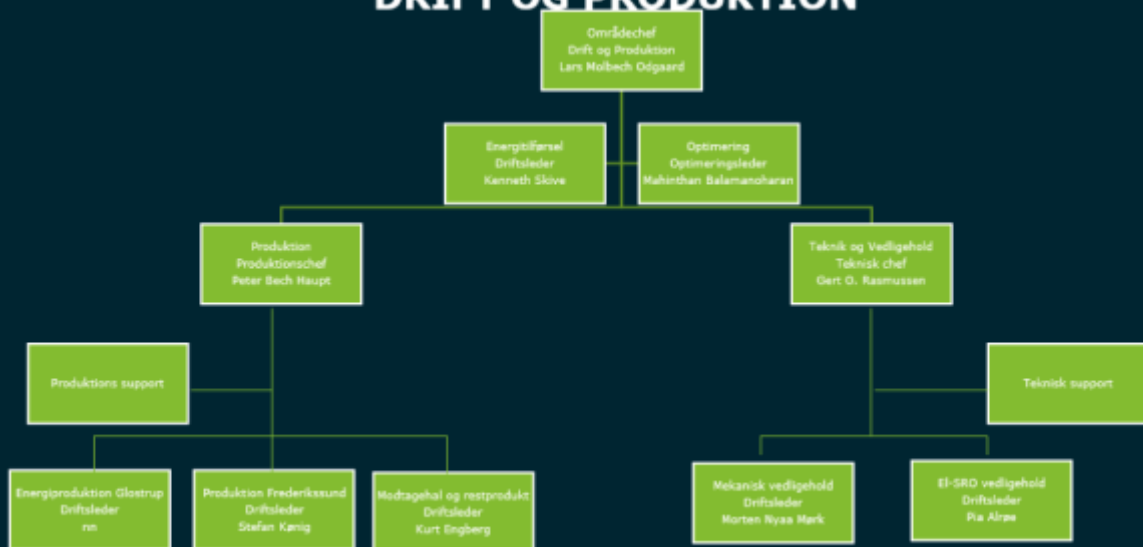 DRIFT OG PRODUKTION
Områdechef
Drift og Produktion
Lars Molbech Odgaard
Energitilførsel
Driftsleder
Kenneth Skive
Optimering
Optimeringsleder
Mahinthan Balamanoharan
Produktion
Produktionschef
Peter Bech Haupt
Teknik og Vedligehold
Teknisk chef
Gert O. Rasmussen
Produktions support
Teknisk support
Energiproduktion Glostrup
Driftsleder
nn
Produktion Frederikssund
Driftsleder
Stefan Kønig
Modtagehal og restprodukt
Driftsleder
Kurt Engberg
Mekanisk vedligehold
Driftsleder
Morten Nyaa Mørk
El-SRO vedligehold
Driftsleder
Pia Alrøe